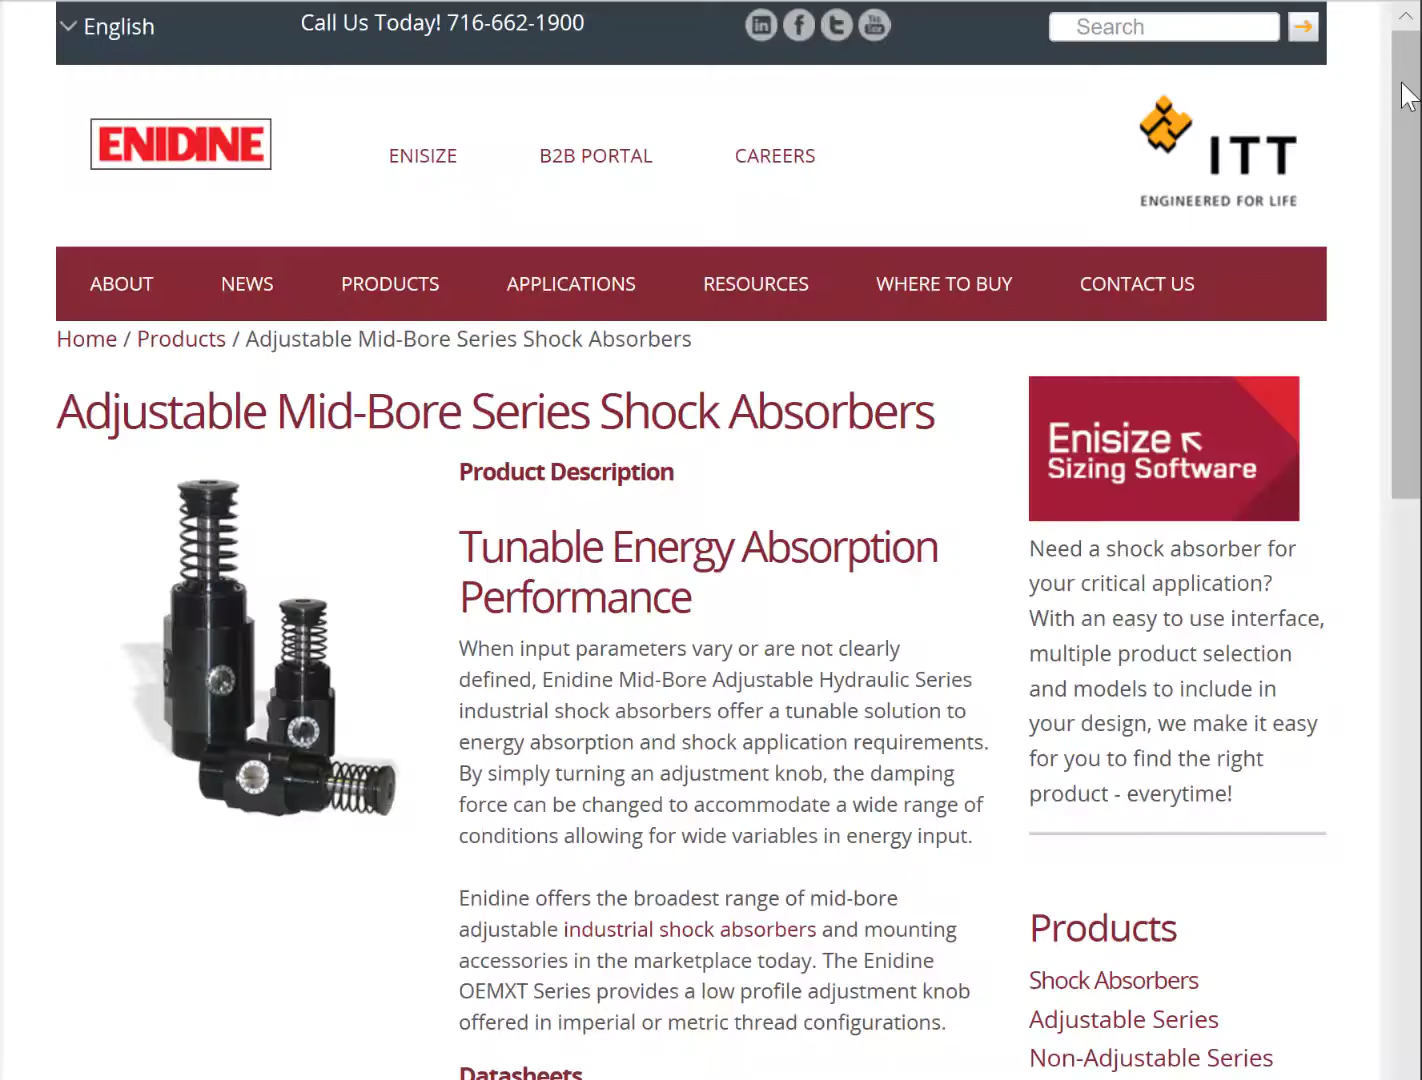 English
Call Us Today! 716-662-1900
in f t You Tube
Search
ENIDINE
ENISIZE
B2B PORTAL
CAREERS
ITT
ENGINEERED FOR LIFE
ABOUT
NEWS
PRODUCTS
APPLICATIONS
RESOURCES
WHERE TO BUY
CONTACT US
Home / Products / Adjustable Mid-Bore Series Shock Absorbers
Adjustable Mid-Bore Series Shock Absorbers
Product Description
Tunable Energy Absorption
Performance
When input parameters vary or are not clearly
defined, Enidine Mid-Bore Adjustable Hydraulic Series
industrial shock absorbers offer a tunable solution to
energy absorption and shock application requirements.
By simply turning an adjustment knob, the damping
force can be changed to accommodate a wide range of
conditions allowing for wide variables in energy input.
Enidine offers the broadest range of mid-bore
adjustable industrial shock absorbers and mounting
accessories in the marketplace today. The Enidine
OEMXT Series provides a low profile adjustment knob
offered in imperial or metric thread configurations.
Datasheets
Enisize
Sizing Software
Need a shock absorber for
your critical application?
With an easy to use interface,
multiple product selection
and models to include in
your design, we make it easy
for you to find the right
product - everytime!
Products
Shock Absorbers
Adjustable Series
Non-Adjustable Series